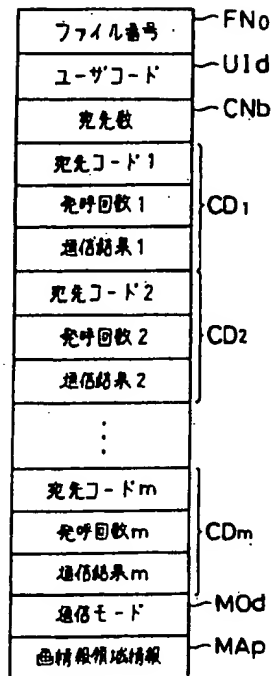 ファイル番号 FNo
ユーザコード UId
宛先数 CNb
宛先コード1
発呼回数1 CD1
通信結果1
宛先コード2
発呼回数2 CD2
通信結果2
⋮
宛先コードm
発呼回数m CDm
通信結果m
通信モード MOd
画情報領域情報 MAp